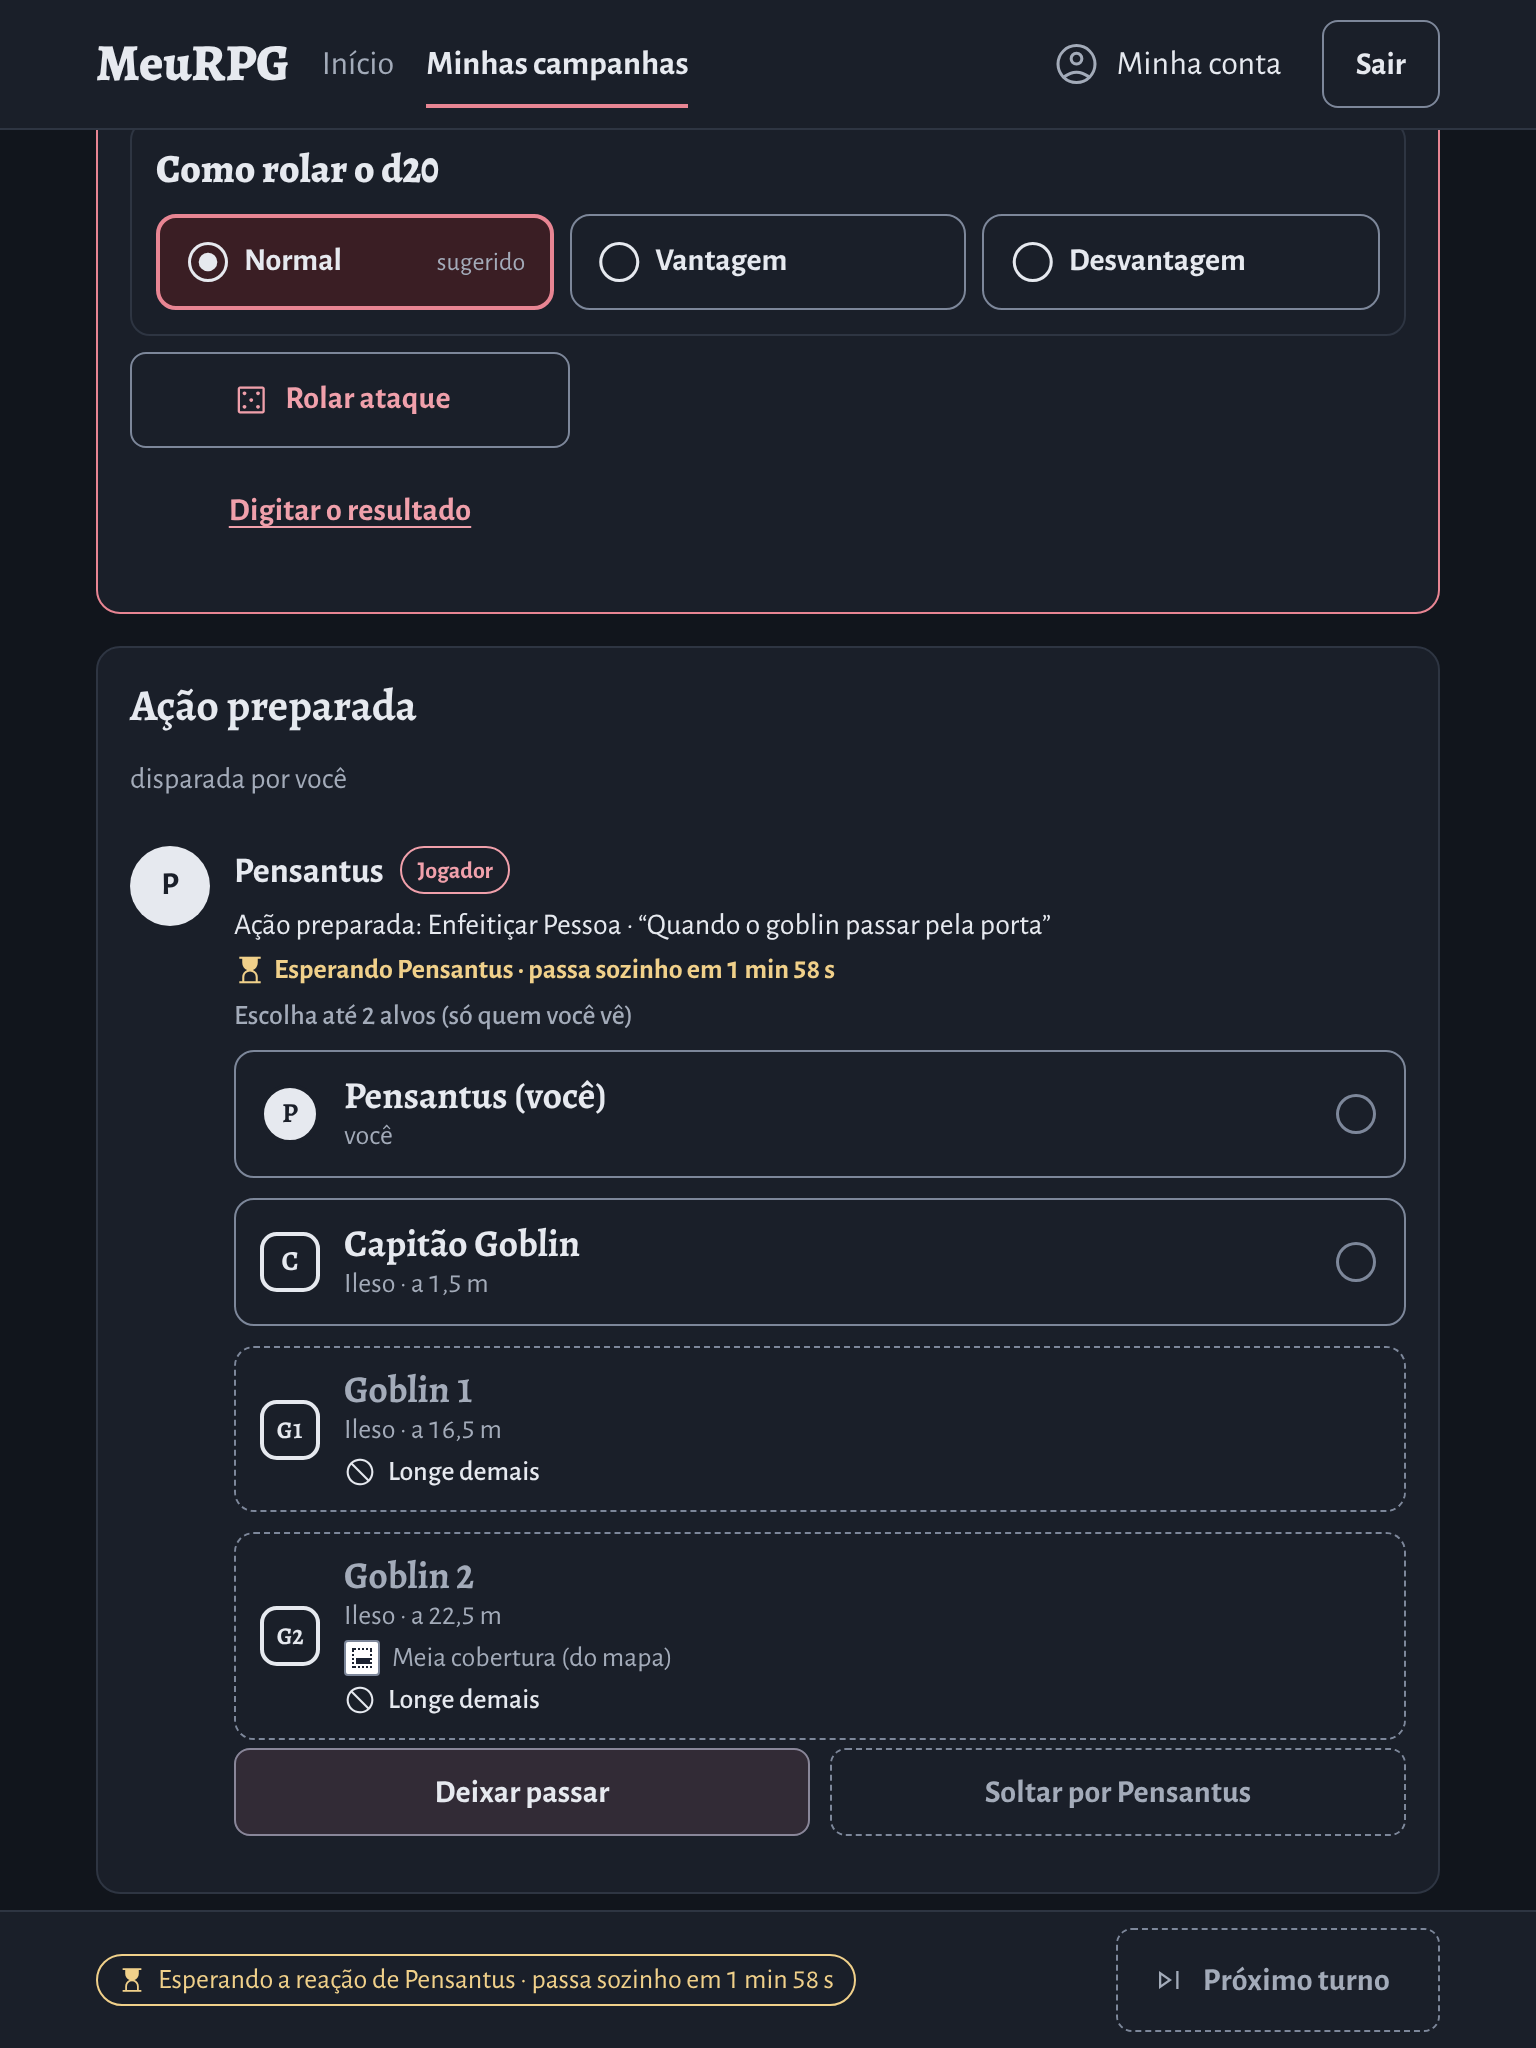 MeuRPG
Início
Minhas campanhas
Minha conta
Sair
Como rolar o d20
Normal
sugerido
Vantagem
Desvantagem
Rolar ataque
Digitar o resultado
Ação preparada
disparada por você
P
Pensantus
Jogador
Ação preparada: Enfeitiçar Pessoa · “Quando o goblin passar pela porta”
Esperando Pensantus · passa sozinho em 1 min 58 s
Escolha até 2 alvos (só quem você vê)
P
Pensantus (você)
você
C
Capitão Goblin
Ileso · a 1,5 m
G1
Goblin 1
Ileso · a 16,5 m
Longe demais
G2
Goblin 2
Ileso · a 22,5 m
Meia cobertura (do mapa)
Longe demais
Deixar passar
Soltar por Pensantus
Esperando a reação de Pensantus · passa sozinho em 1 min 58 s
Próximo turno